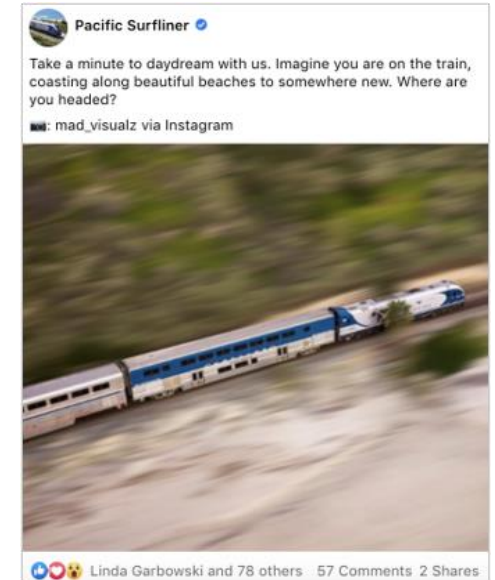 Pacific Surfliner
Take a minute to daydream with us. Imagine you are on the train,
coasting along beautiful beaches to somewhere new. Where are
you headed?
📷: mad_visualz via Instagram
Linda Garbowski and 78 others 57 Comments 2 Shares